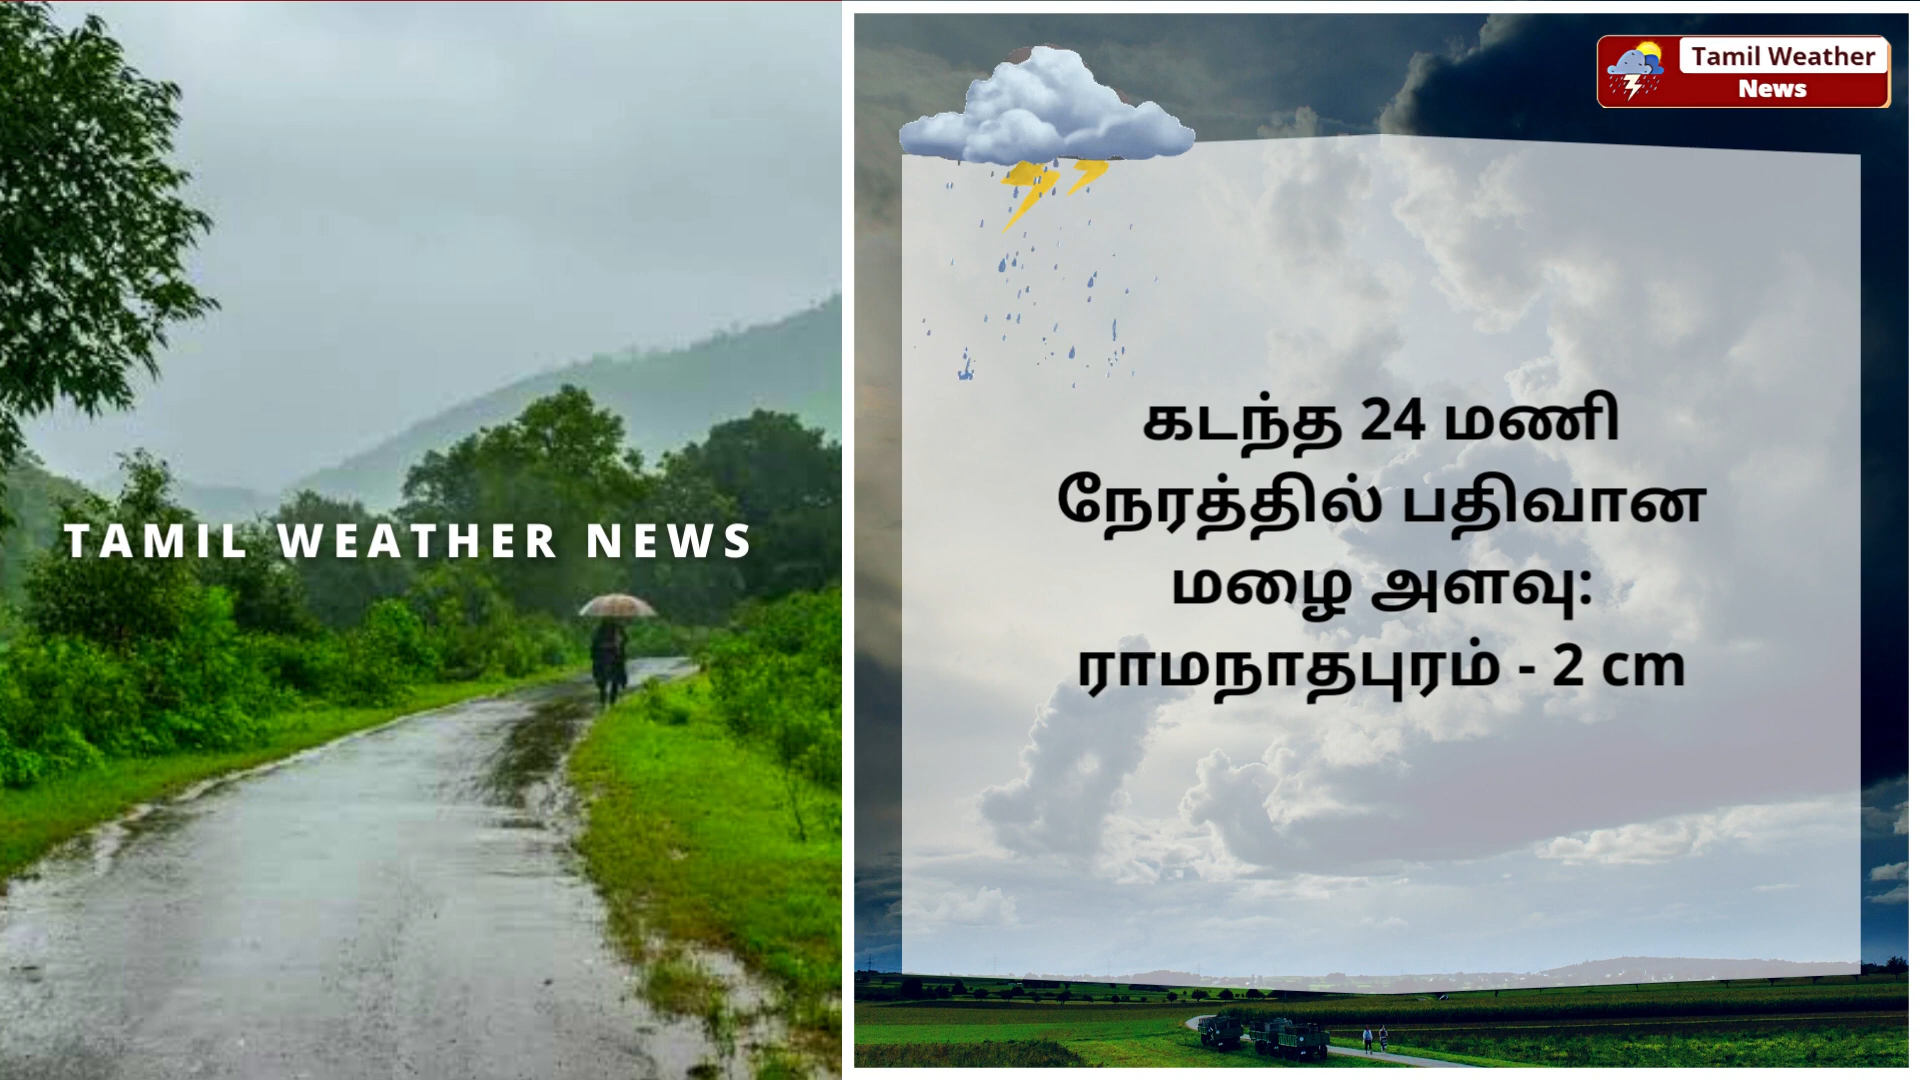 TAMIL WEATHER NEWS
Tamil Weather
News
கடந்த 24 மணி
நேரத்தில் பதிவான
மழை அளவு:
ராமநாதபுரம் - 2 cm